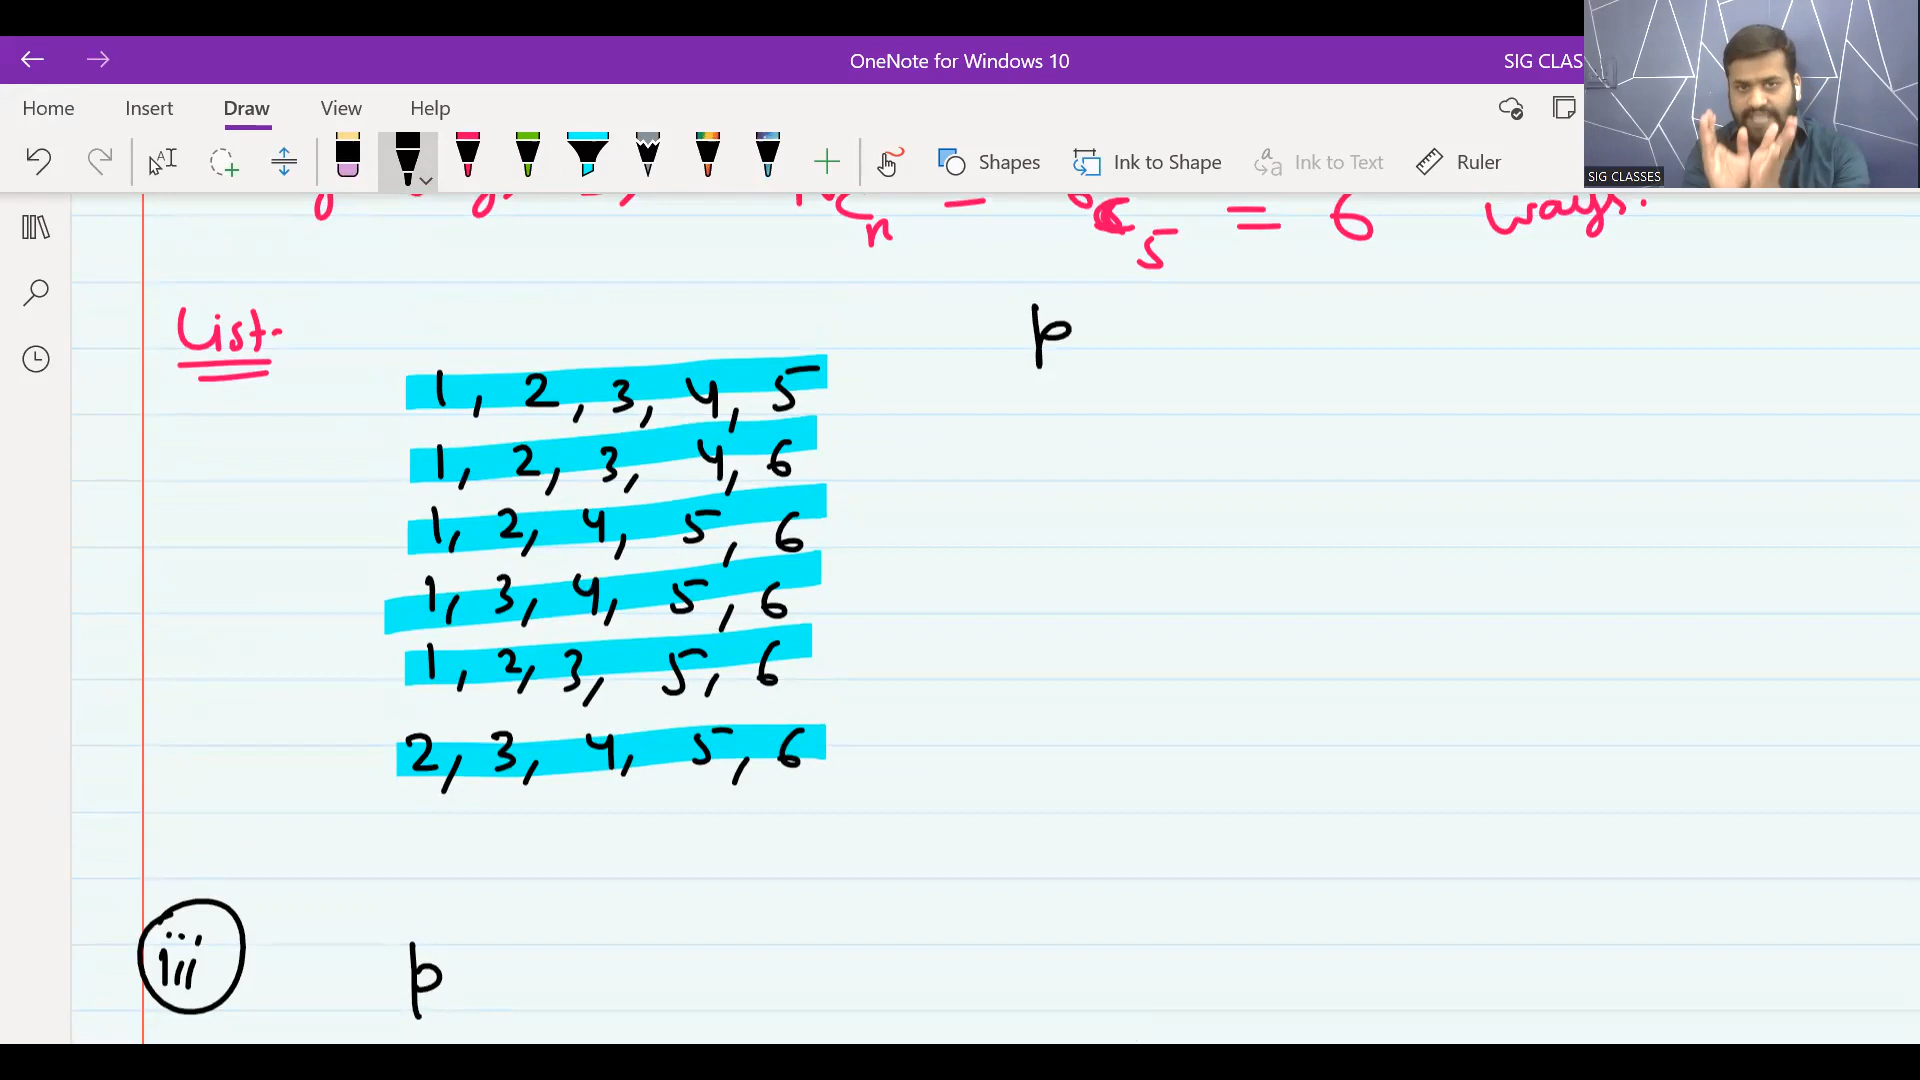 OneNote for Windows 10
SIG CLAS
Home Insert Draw View Help
Shapes Ink to Shape Ink to Text Ruler
SIG CLASSES
n = 5 = 6 ways.
List
p
1, 2, 3, 4, 5
1, 2, 3, 4, 6
1, 2, 4, 5, 6
1, 3, 4, 5, 6
1, 2, 3, 5, 6
2, 3, 4, 5, 6
iii p